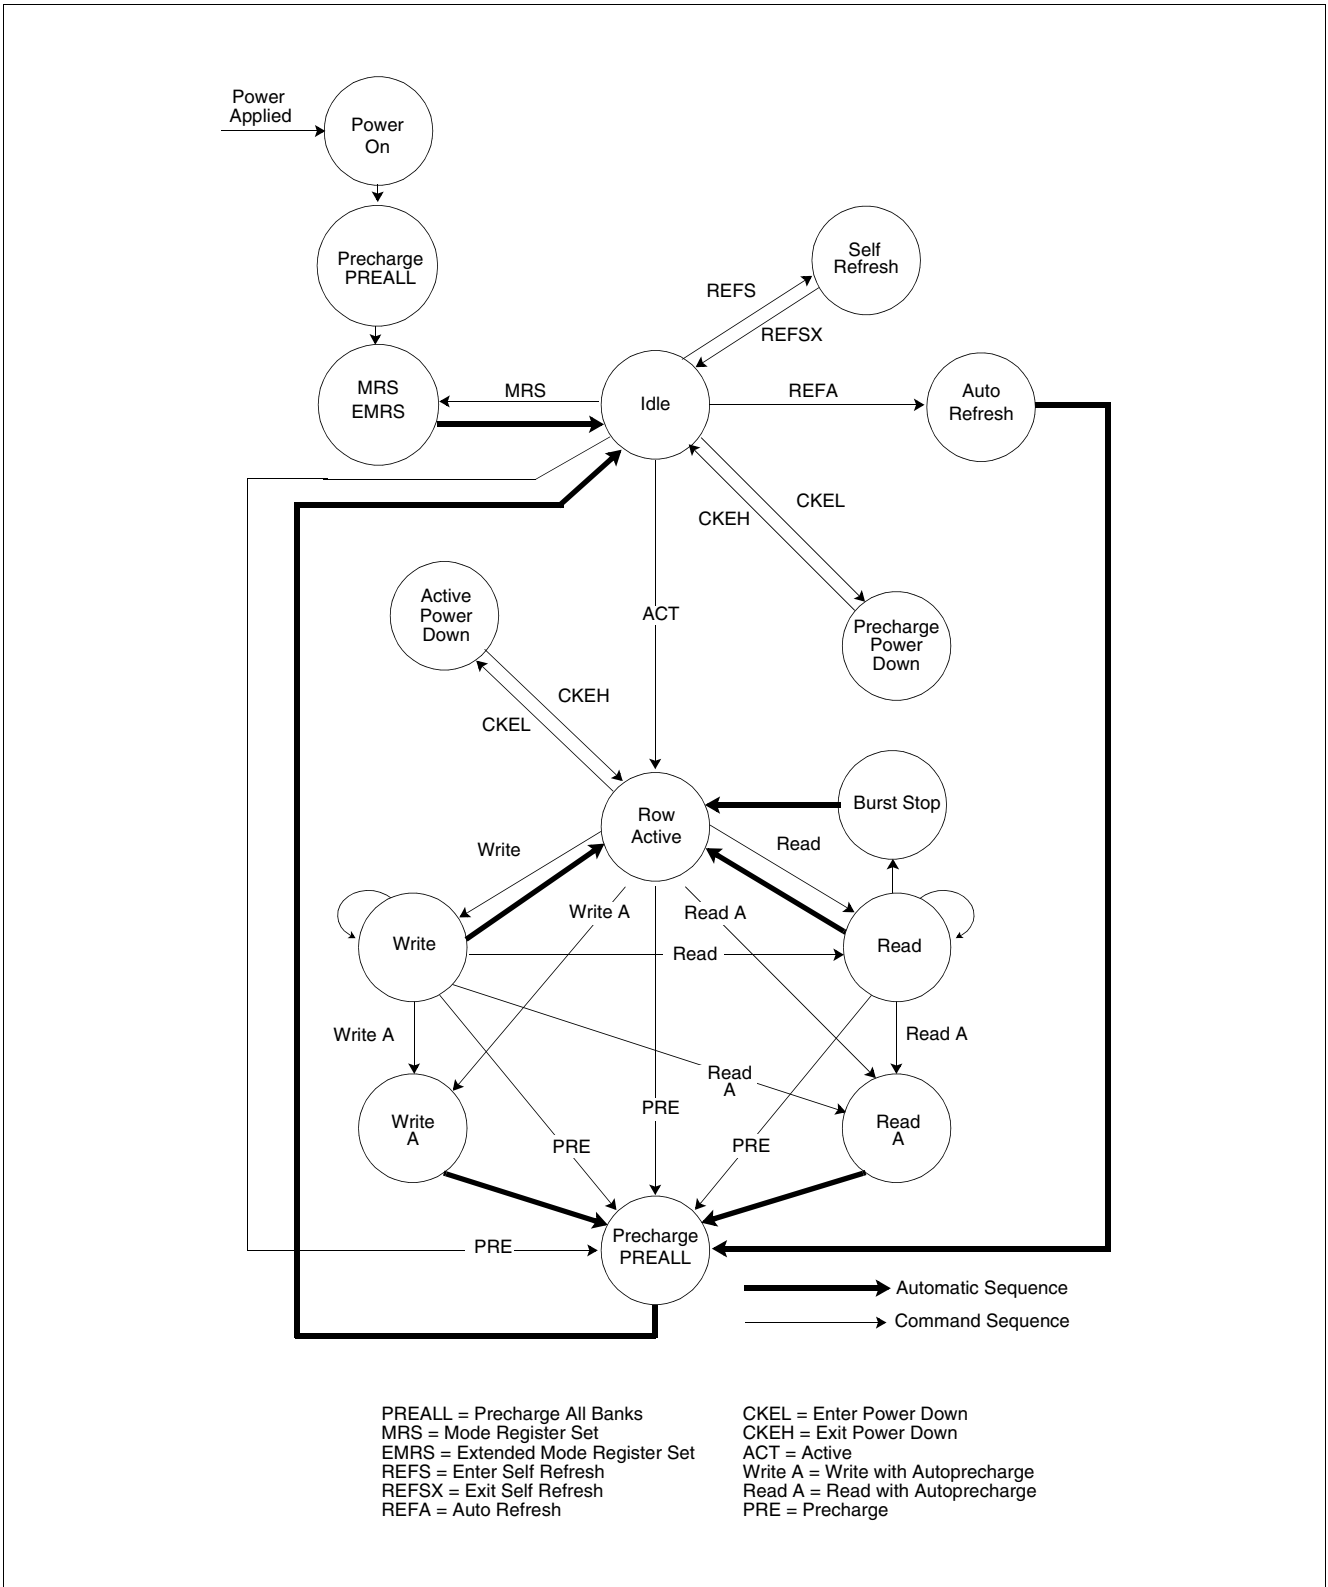 Power
Applied
Power
On
Precharge
PREALL
Self
Refresh
REFS
REFSX
MRS
EMRS
MRS
Idle
REFA
Auto
Refresh
CKEL
CKEH
Active
Power
Down
ACT
Precharge
Power
Down
CKEH
CKEL
Row
Active
Burst Stop
Write
Read
Write A
Read A
Write
Read
Read
Write A
Read A
Read
A
Write
A
PRE
Read
A
PRE
PRE
Precharge
PREALL
PRE
Automatic Sequence
Command Sequence
PREALL = Precharge All Banks
MRS = Mode Register Set
EMRS = Extended Mode Register Set
REFS = Enter Self Refresh
REFSX = Exit Self Refresh
REFA = Auto Refresh
CKEL = Enter Power Down
CKEH = Exit Power Down
ACT = Active
Write A = Write with Autoprecharge
Read A = Read with Autoprecharge
PRE = Precharge